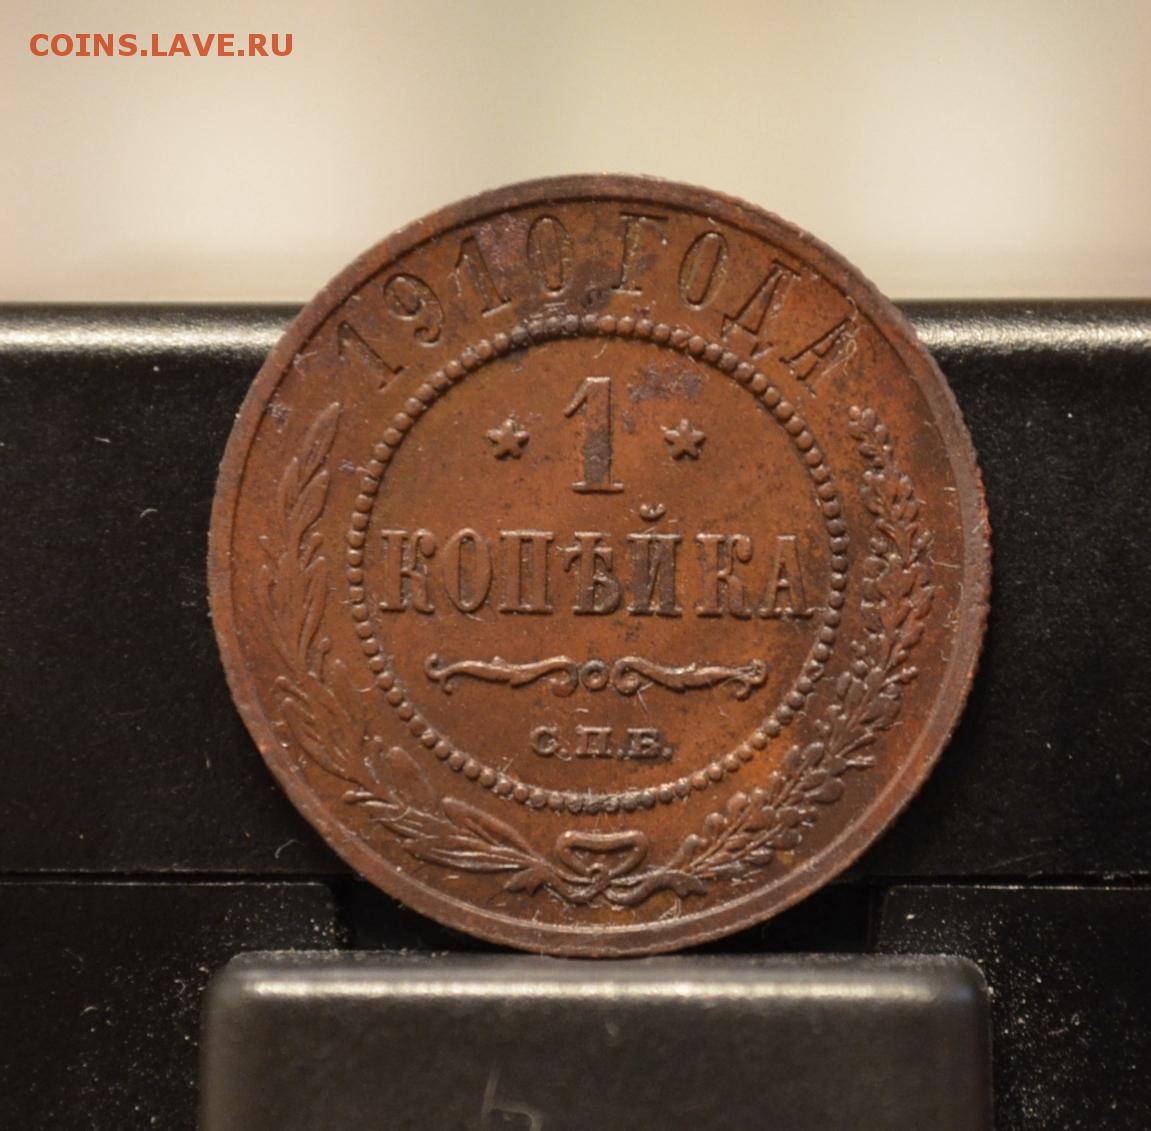 COINS.LAVE.RU
1910 ГОДА
* 1 *
КОПѢЙКА
С.П.Б.